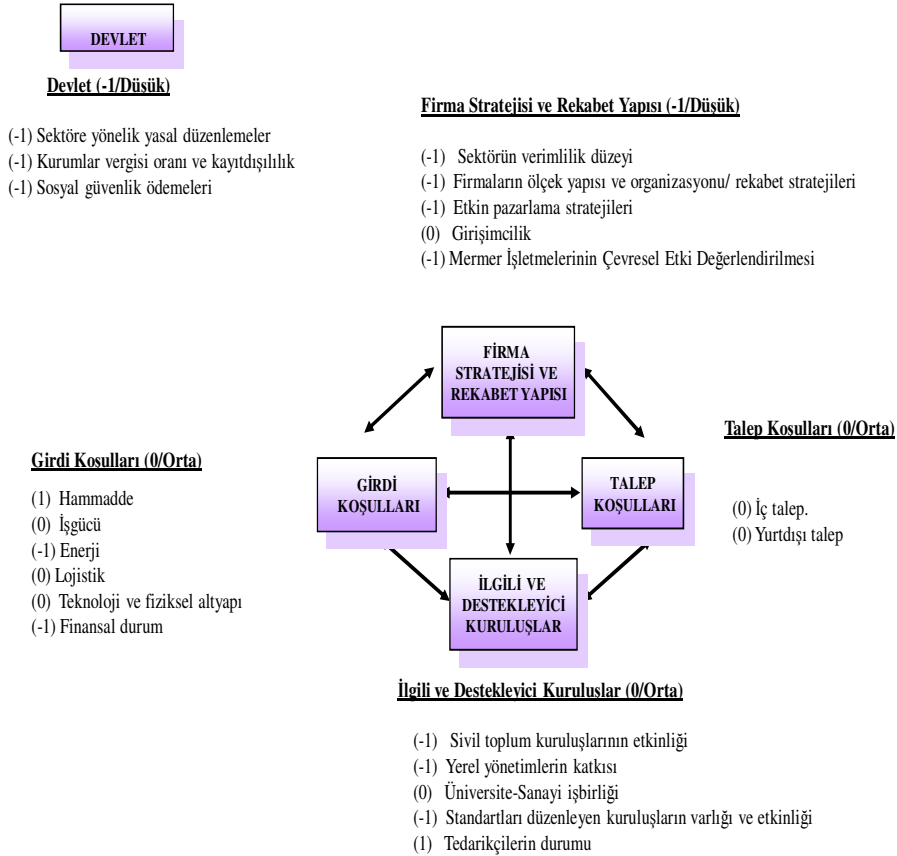 DEVLET
Devlet (-1/Düşük)
(-1) Sektöre yönelik yasal düzenlemeler
(-1) Kurumlar vergisi oranı ve kayıtdışılılık
(-1) Sosyal güvenlik ödemeleri
Firma Stratejisi ve Rekabet Yapısı (-1/Düşük)
(-1) Sektörün verimlilik düzeyi
(-1) Firmaların ölçek yapısı ve organizasyonu/ rekabet stratejileri
(-1) Etkin pazarlama stratejileri
(0) Girişimcilik
(-1) Mermer İşletmelerinin Çevresel Etki Değerlendirilmesi
FİRMA
STRATEJİSİ VE
REKABET YAPISI
Girdi Koşulları (0/Orta)
(1) Hammadde
(0) İşgücü
(-1) Enerji
(0) Lojistik
(0) Teknoloji ve fiziksel altyapı
(-1) Finansal durum
GİRDİ
KOŞULLARI
TALEP
KOŞULLARI
Talep Koşulları (0/Orta)
(0) İç talep.
(0) Yurtdışı talep
İLGİLİ VE
DESTEKLEYİCİ
KURULUŞLAR
İlgili ve Destekleyici Kuruluşlar (0/Orta)
(-1) Sivil toplum kuruluşlarının etkinliği
(-1) Yerel yönetimlerin katkısı
(0) Üniversite-Sanayi işbirliği
(-1) Standartları düzenleyen kuruluşların varlığı ve etkinliği
(1) Tedarikçilerin durumu